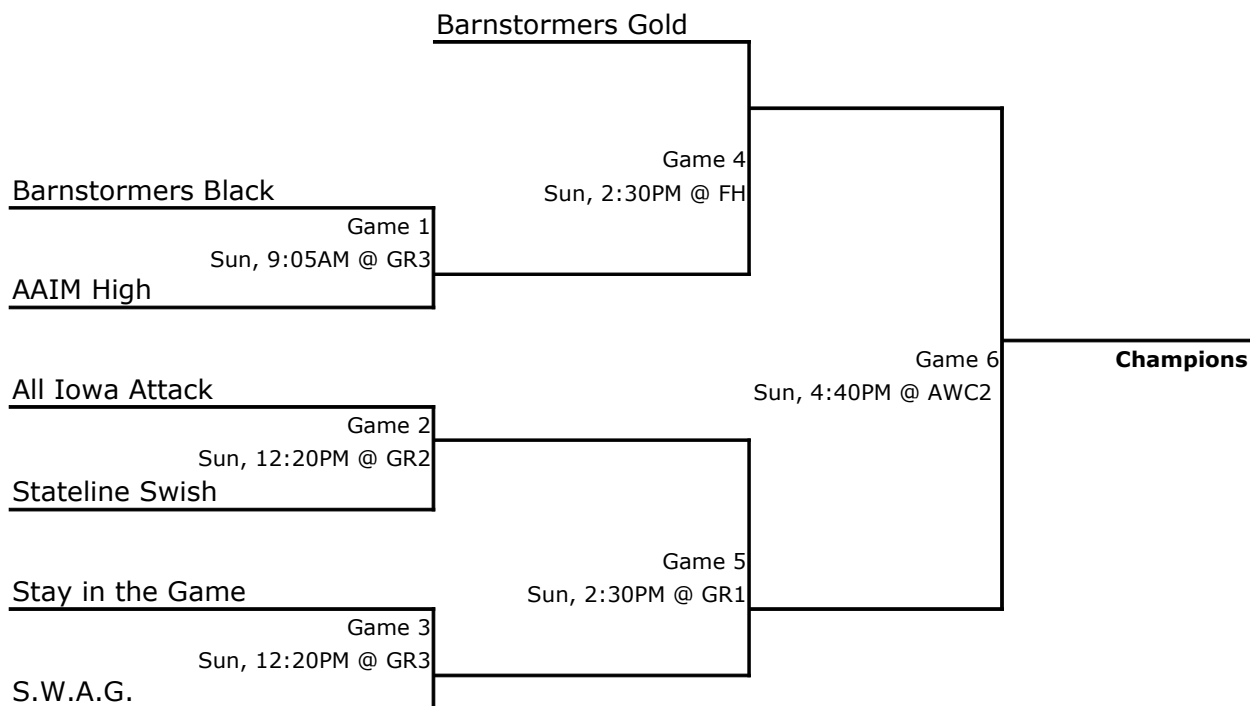 Barnstormers Gold
Game 4
Sun, 2:30PM @ FH
Barnstormers Black
Game 1
Sun, 9:05AM @ GR3
AAIM High
Game 6
Sun, 4:40PM @ AWC2
Champions
All Iowa Attack
Game 2
Sun, 12:20PM @ GR2
Stateline Swish
Game 5
Sun, 2:30PM @ GR1
Stay in the Game
Game 3
Sun, 12:20PM @ GR3
S.W.A.G.